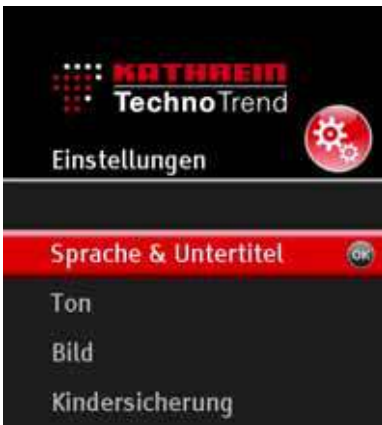 KATHREIN
TechnoTrend
Einstellungen
Sprache & Untertitel
OK
Ton
Bild
Kindersicherung